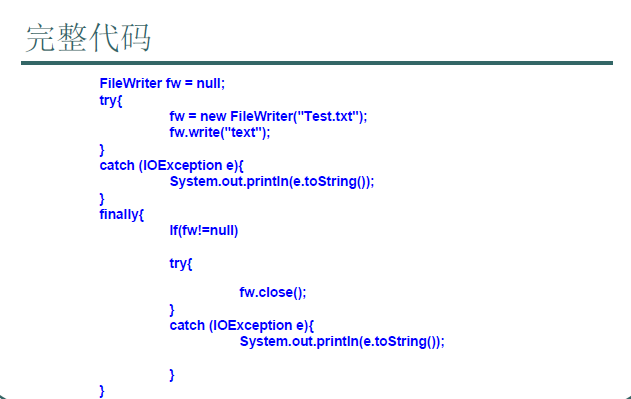 完整代码
FileWriter fw = null;
try{
fw = new FileWriter("Test.txt");
fw.write("text");
}
catch (IOException e){
System.out.println(e.toString());
}
finally{
If(fw!=null)
try{
fw.close();
}
catch (IOException e){
System.out.println(e.toString());
}
}